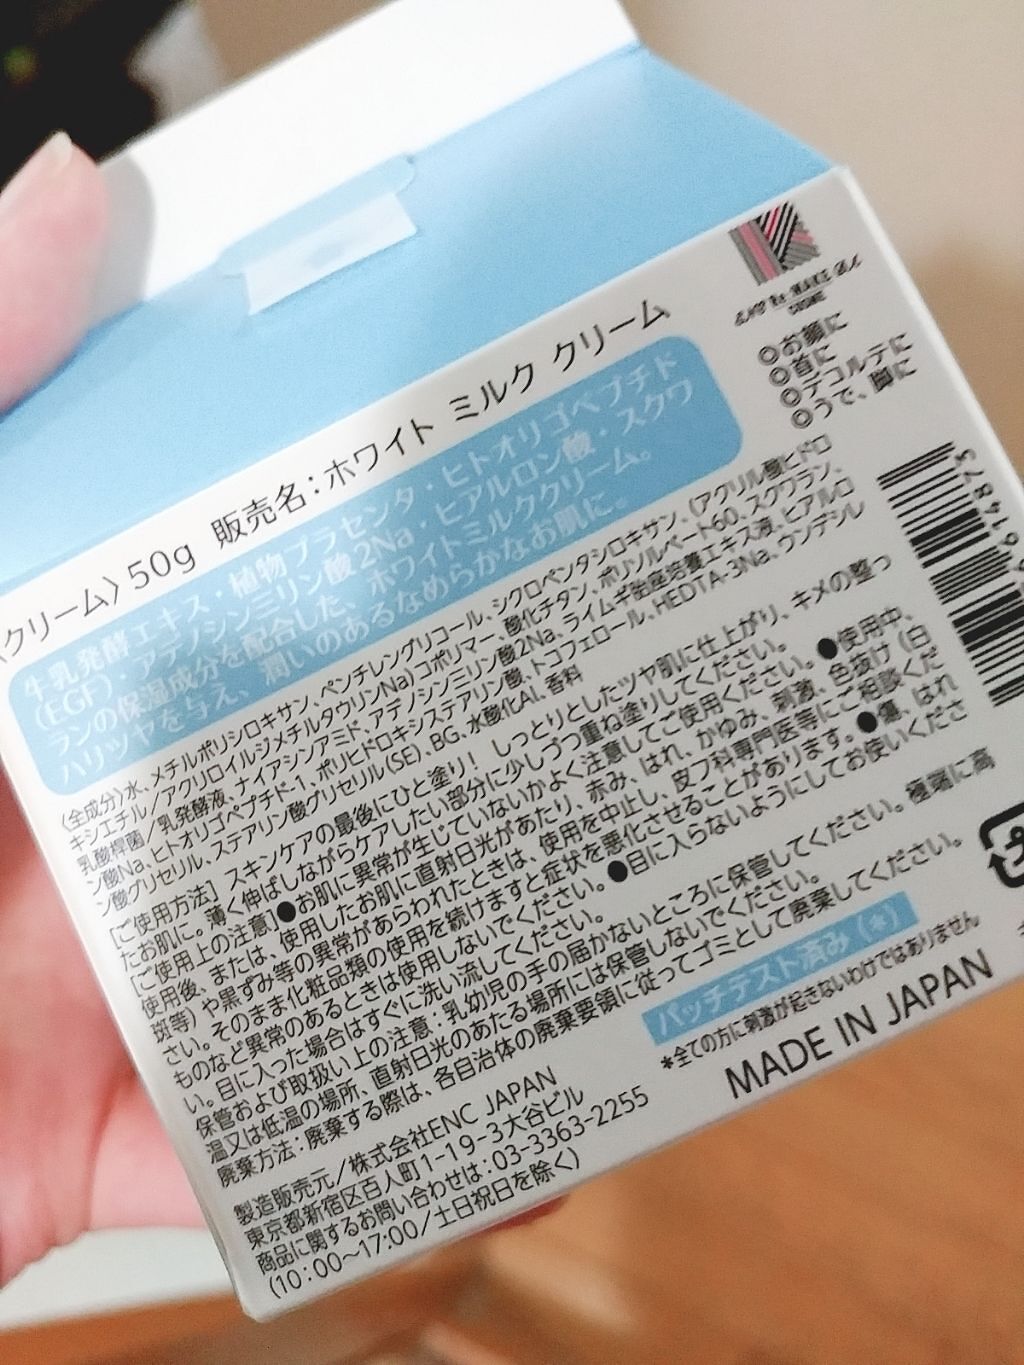 〈クリーム〉50g 販売名：ホワイト ミルク クリーム
牛乳発酵エキス・植物プラセンタ・ヒトオリゴペプチド
(EGF)・アデノシン三リン酸2Na・ヒアルロン酸・スクワ
ランの保湿成分を配合した、ホワイトミルククリーム。
ハリツヤを与え、潤いのあるなめらかなお肌に。
◎お顔に
◎首に
◎デコルテに
◎うで、脚に
〈全成分〉水、メチルポリシロキサン、ペンチレングリコール、シクロペンタシロキサン、(アクリル酸ヒドロ
キシエチル／アクリロイルジメチルタウリンNa)コポリマー、酸化チタン、ポリソルベート60、スクワラン、
乳酸桿菌／乳発酵液、ナイアシンアミド、アデノシン三リン酸2Na、ライムギ胎座培養エキス液、ヒアルロ
ン酸Na、ヒトオリゴペプチド-1、ポリヒドロキシステアリン酸、トコフェロール、HEDTA-3Na、ウンデシレ
ン酸グリセリル、ステアリン酸グリセリル(SE)、BG、水酸化Al、香料
[ご使用方法] スキンケアの最後にひと塗り！ しっとりとしたツヤ肌に仕上がり、キメの整っ
たお肌に。薄く伸ばしながらケアしたい部分に少しづつ重ね塗りしてください。
[ご使用上の注意]●お肌に異常が生じていないかよく注意してご使用ください。●使用中、
使用後、または、使用したお肌に直射日光があたり、赤み、はれ、かゆみ、刺激、色抜け（白
斑等）や黒ずみ等の異常があらわれたときは、使用を中止し、皮フ科専門医等にご相談くだ
さい。そのまま化粧品類の使用を続けますと症状を悪化させることがあります。●傷、はれ
ものなど異常のあるときは使用しないでください。●目に入らないようにしてお使いくださ
い。目に入った場合はすぐに洗い流してください。
保管および取扱い上の注意：乳幼児の手の届かないところに保管してください。極端に高
温又は低温の場所、直射日光のあたる場所には保管しないでください。
廃棄方法：廃棄する際は、各自治体の廃棄要領に従ってゴミとして廃棄してください。
パッチテスト済み（*）
*全ての方に刺激が起きないわけではありません
MADE IN JAPAN
製造販売元／株式会社ENC JAPAN
東京都新宿区百人町1-19-3大谷ビル
商品に関するお問い合わせは：03-3363-2255
(10：00〜17：00／土日祝日を除く)